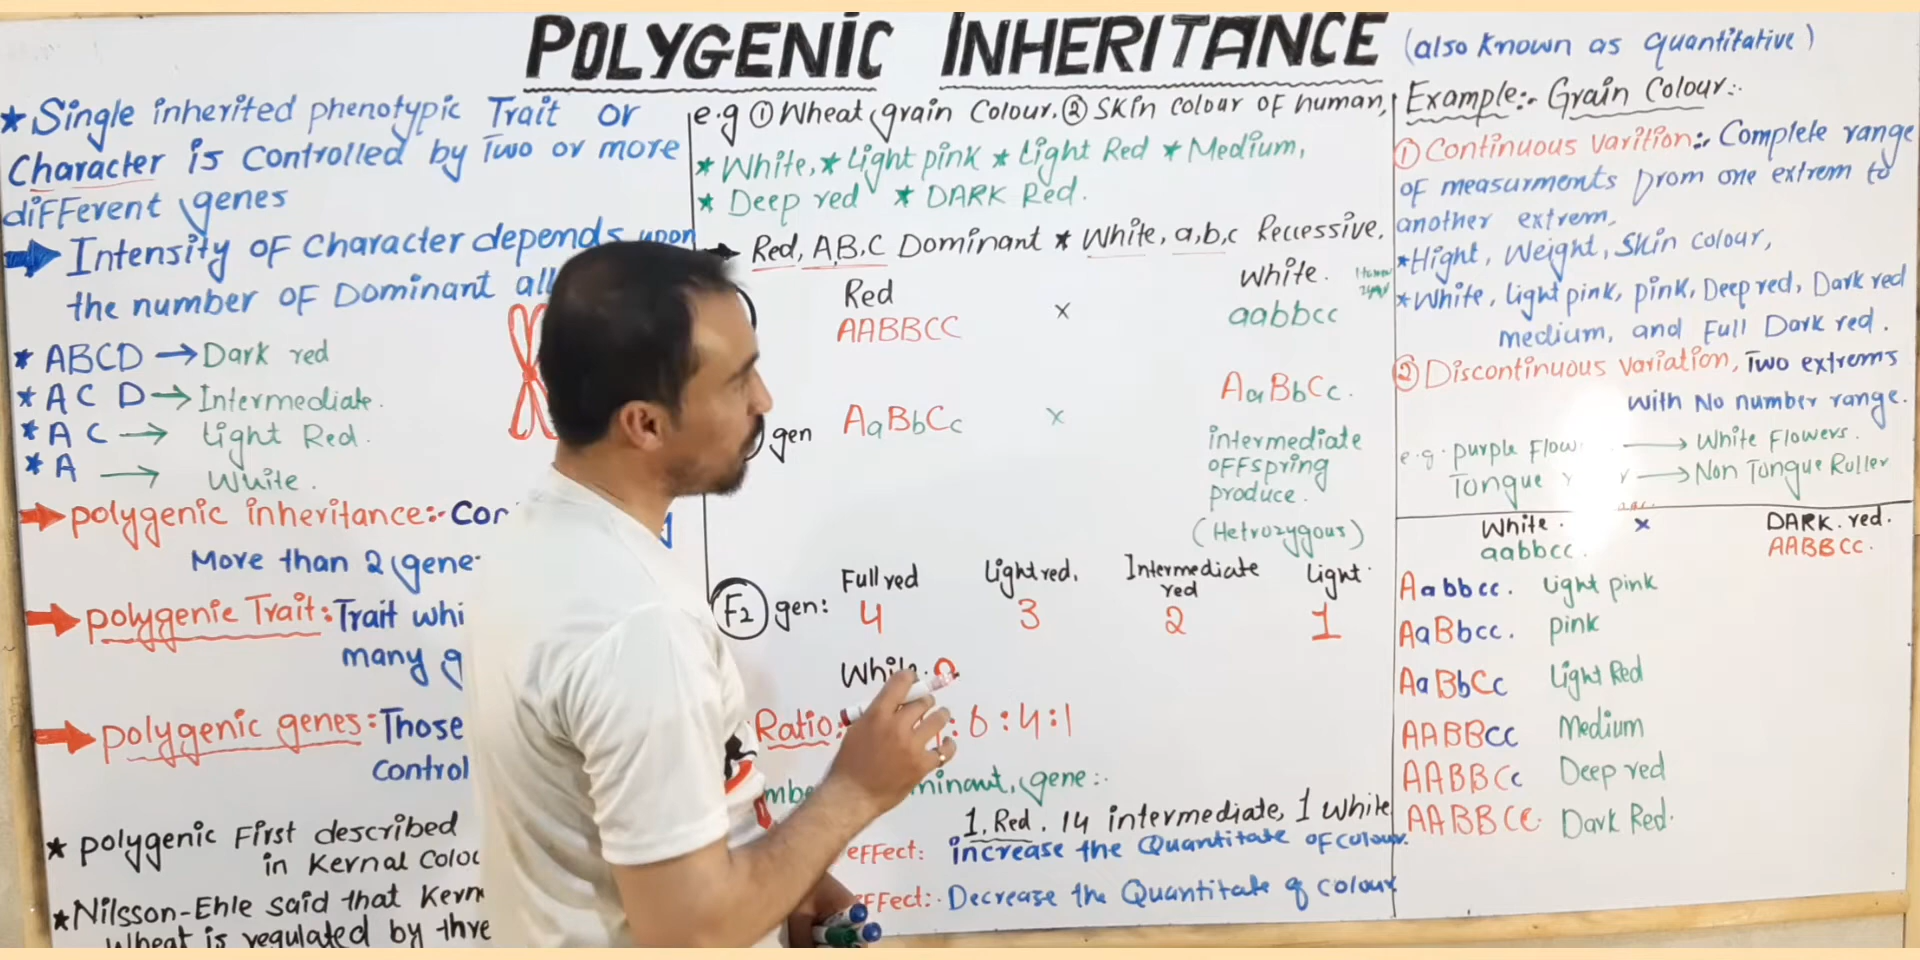 POLYGENIC INHERITANCE (also known as quantitative)
★ Single inherited phenotypic Trait or
Character is controlled by Two or more
different genes
Intensity of character depends upon
the number of Dominant all
★ ABCD → Dark red
★ A C D → Intermediate.
★ A C → Light Red.
★ A → White.
polygenic inheritance:- Con
More than 2 gene
polygenic Trait: Trait whi
many g
polygenic genes: Those
control
★ polygenic First described
in Kernal Colou
★ Nilsson-Ehle said that Kern
Wheat is regulated by thre
e.g ① Wheat grain Colour. ② Skin colour of human,
★ White, ★ Light pink ★ Light Red ★ Medium,
★ Deep red ★ DARK Red.
Red, A,B,C Dominant ★ White, a,b,c Reccessive.
Red × White.
AABBCC aabbcc
gen AaBbCc × AaBbCc.
intermediate
offspring
produce.
(Hetrozygous)
F2 gen: Full red Light red. Intermediate red Light
4 3 2 1
White. 0
Ratio: : 6 : 4 : 1
minant gene:-
1. Red. 14 intermediate, 1 White
effect: increase the Quantitate of colour.
effect:- Decrease the Quantitate of colour
Example:- Grain Colour:-
① Continuous varition:- Complete range
of measurments from one extrem to
another extrem.
★ Hight, Weight, Skin colour,
★ White, light pink, pink, Deep red, Dark red
medium, and Full Dark red.
② Discontinuous variation, Two extrems
with No number range.
e.g. purple Flow → White Flowers.
Tongue → Non Tongue Ruller
White. × DARK. red.
aabbcc. AABBCC.
Aabbcc. Light pink
AaBbcc. pink
AaBbCc Light Red
AABBcc Medium
AABBCc Deep red
AABBCC. Dark Red.